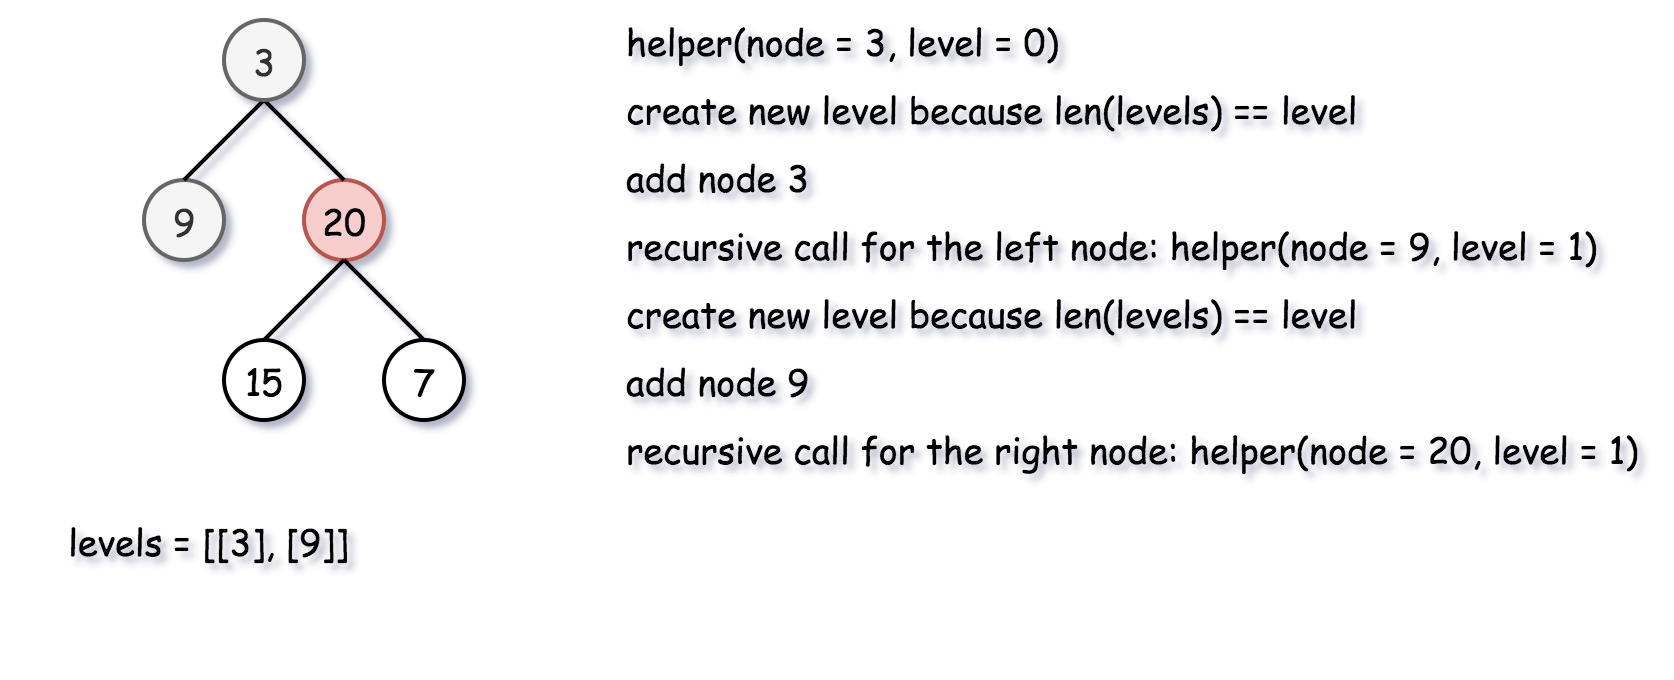 3
9
20
15
7
helper(node = 3, level = 0)
create new level because len(levels) == level
add node 3
recursive call for the left node: helper(node = 9, level = 1)
create new level because len(levels) == level
add node 9
recursive call for the right node: helper(node = 20, level = 1)
levels = [[3], [9]]